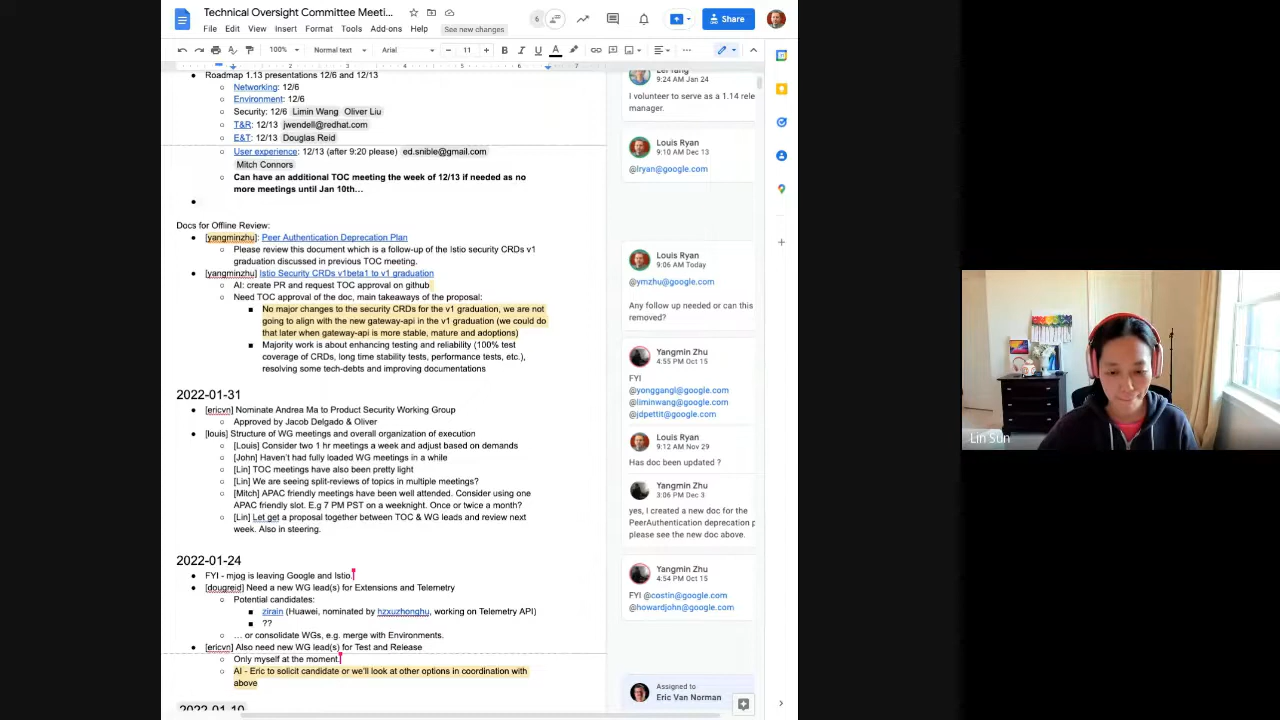 Technical Oversight Committee Meeti...
File Edit View Insert Format Tools Add-ons Help
See new changes
6
Share
100%
Normal text
Arial
11
2 3 4 5 6 7
Roadmap 1.13 presentations 12/6 and 12/13
Networking: 12/6
Environment: 12/6
Security: 12/6 Limin Wang Oliver Liu
T&R: 12/13 jwendell@redhat.com
E&T: 12/13 Douglas Reid
User experience: 12/13 (after 9:20 please) ed.snible@gmail.com
Mitch Connors
Can have an additional TOC meeting the week of 12/13 if needed as no
more meetings until Jan 10th...
Docs for Offline Review:
[yangminzhu]: Peer Authentication Deprecation Plan
Please review this document which is a follow-up of the Istio security CRDs v1
graduation discussed in previous TOC meeting.
[yangminzhu] Istio Security CRDs v1beta1 to v1 graduation
AI: create PR and request TOC approval on github
Need TOC approval of the doc, main takeaways of the proposal:
No major changes to the security CRDs for the v1 graduation, we are not
going to align with the new gateway-api in the v1 graduation (we could do
that later when gateway-api is more stable, mature and adoptions)
Majority work is about enhancing testing and reliability (100% test
coverage of CRDs, long time stability tests, performance tests, etc.),
resolving some tech-debts and improving documentations
2022-01-31
[ericvn] Nominate Andrea Ma to Product Security Working Group
Approved by Jacob Delgado & Oliver
[louis] Structure of WG meetings and overall organization of execution
[Louis] Consider two 1 hr meetings a week and adjust based on demands
[John] Haven't had fully loaded WG meetings in a while
[Lin] TOC meetings have also been pretty light
[Lin] We are seeing split-reviews of topics in multiple meetings?
[Mitch] APAC friendly meetings have been well attended. Consider using one
APAC friendly slot. E.g 7 PM PST on a weeknight. Once or twice a month?
[Lin] Let get a proposal together between TOC & WG leads and review next
week. Also in steering.
2022-01-24
FYI - mjog is leaving Google and Istio.
[dougreid] Need a new WG lead(s) for Extensions and Telemetry
Potential candidates:
zirain (Huawei, nominated by hzxuzhonghu, working on Telemetry API)
??
... or consolidate WGs, e.g. merge with Environments.
[ericvn] Also need new WG lead(s) for Test and Release
Only myself at the moment.
AI - Eric to solicit candidate or we'll look at other options in coordination with
above
2022-01-10
Lei Tang
9:24 AM Jan 24
I volunteer to serve as a 1.14 rele
manager.
Louis Ryan
9:10 AM Dec 13
@lryan@google.com
Louis Ryan
9:06 AM Today
@ymzhu@google.com
Any follow up needed or can this
removed?
Yangmin Zhu
4:55 PM Oct 15
FYI
@yonggangl@google.com
@liminwang@google.com
@jdpettit@google.com
Louis Ryan
9:12 AM Nov 29
Has doc been updated ?
Yangmin Zhu
3:06 PM Dec 3
yes, I created a new doc for the
PeerAuthentication deprecation p
please see the new doc above.
Yangmin Zhu
4:54 PM Oct 15
FYI @costin@google.com
@howardjohn@google.com
Assigned to
Eric Van Norman
Lin Sun